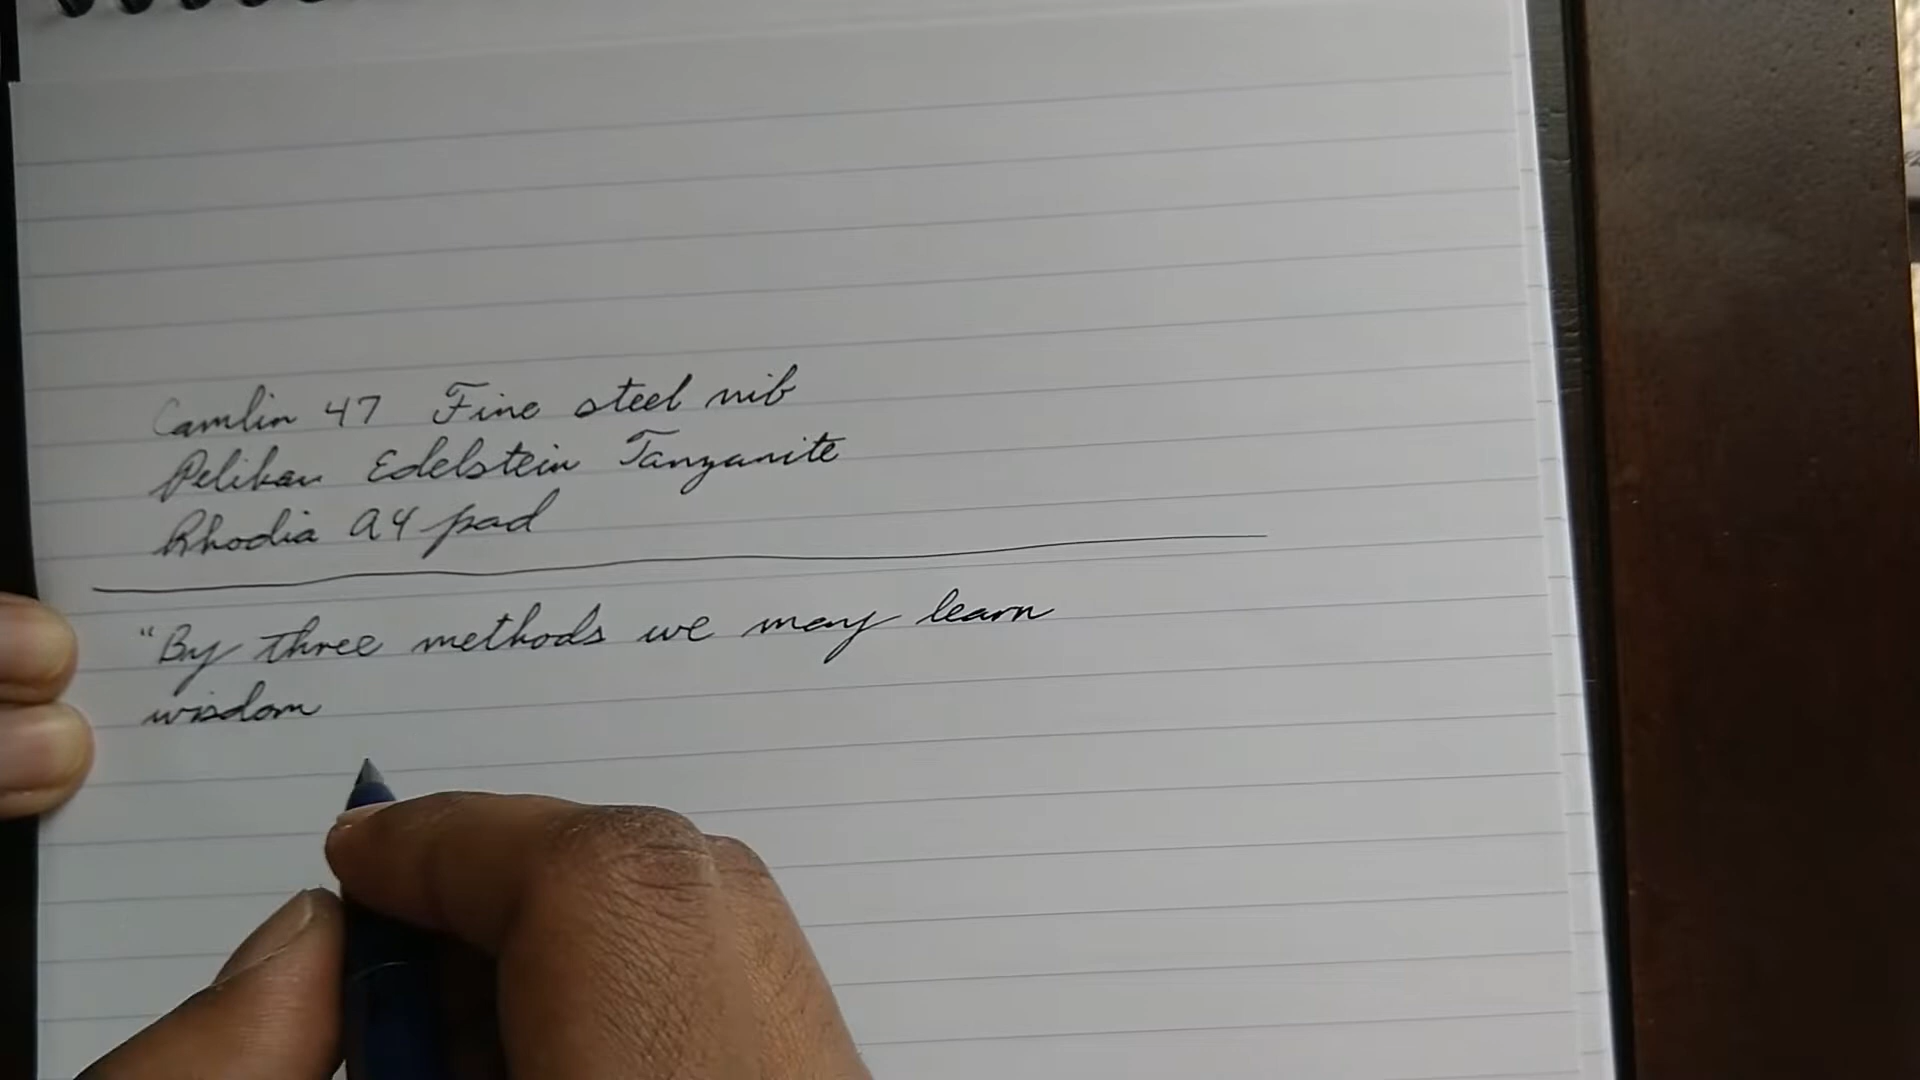 Camlin 47 Fine steel nib
Pelikan Edelstein Tanzanite
Rhodia A4 pad
"By three methods we may learn
wisdom